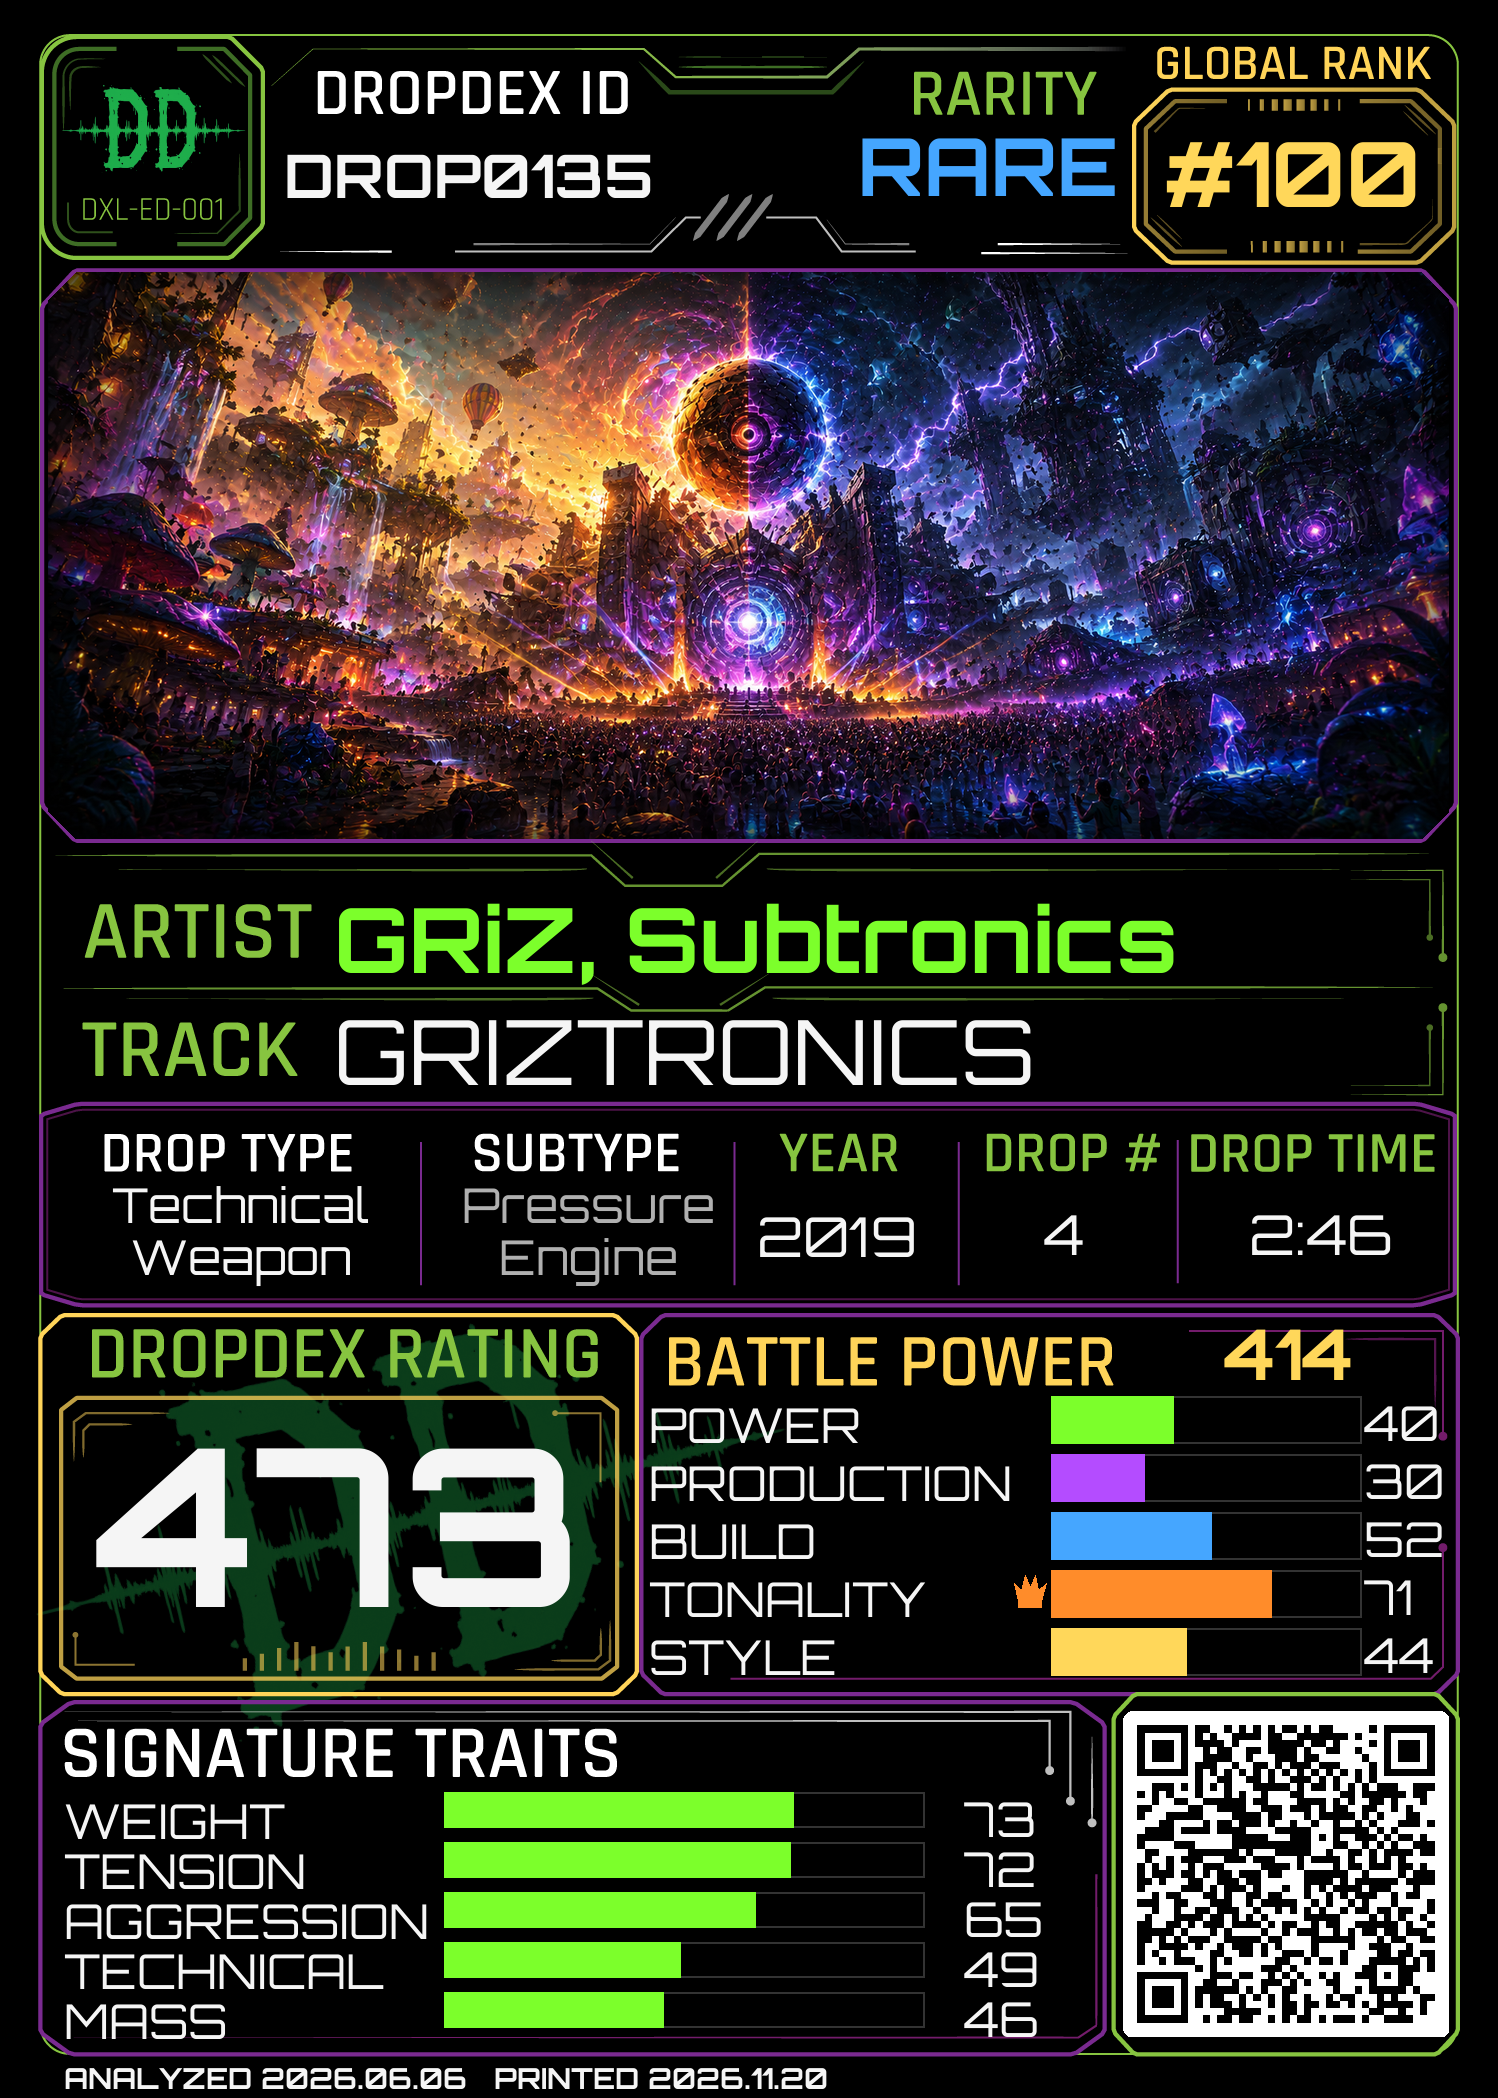 DD
DXL-ED-001
DROPDEX ID
DROP0135
RARITY
RARE
GLOBAL RANK
#100
ARTIST GRiZ, Subtronics
TRACK GRIZTRONICS
DROP TYPE
Technical
Weapon
SUBTYPE
Pressure
Engine
YEAR
2019
DROP #
4
DROP TIME
2:46
DROPDEX RATING
473
BATTLE POWER 414
POWER 40
PRODUCTION 30
BUILD 52
TONALITY 71
STYLE 44
SIGNATURE TRAITS
WEIGHT 73
TENSION 72
AGGRESSION 65
TECHNICAL 49
MASS 46
ANALYZED 2026.06.06 PRINTED 2026.11.20